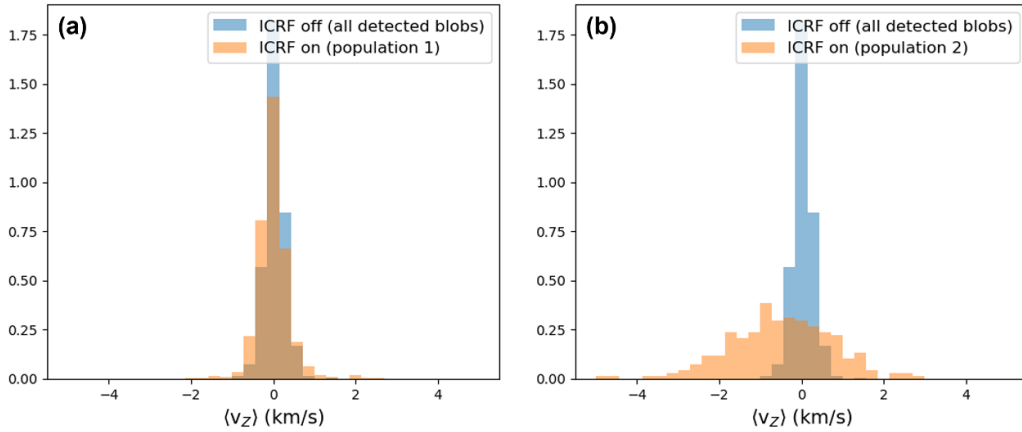 (a)
ICRF off (all detected blobs)
ICRF on (population 1)
1.75
1.50
1.25
1.00
0.75
0.50
0.25
0.00
−4 −2 0 2 4
⟨v_Z⟩ (km/s)
(b)
ICRF off (all detected blobs)
ICRF on (population 2)
1.75
1.50
1.25
1.00
0.75
0.50
0.25
0.00
−4 −2 0 2 4
⟨v_Z⟩ (km/s)